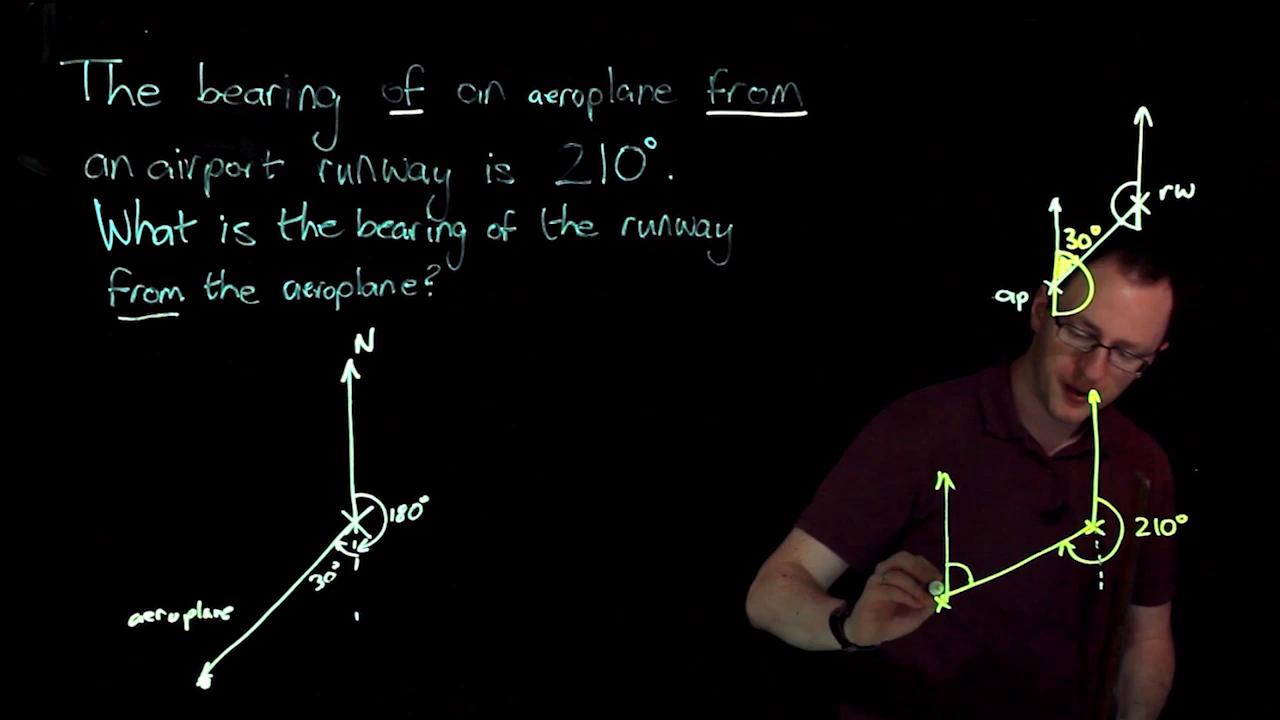 The bearing of an aeroplane from
an airport runway is 210°.
What is the bearing of the runway
from the aeroplane?
N
180°
30°
aeroplane
rw
30°
ap
210°